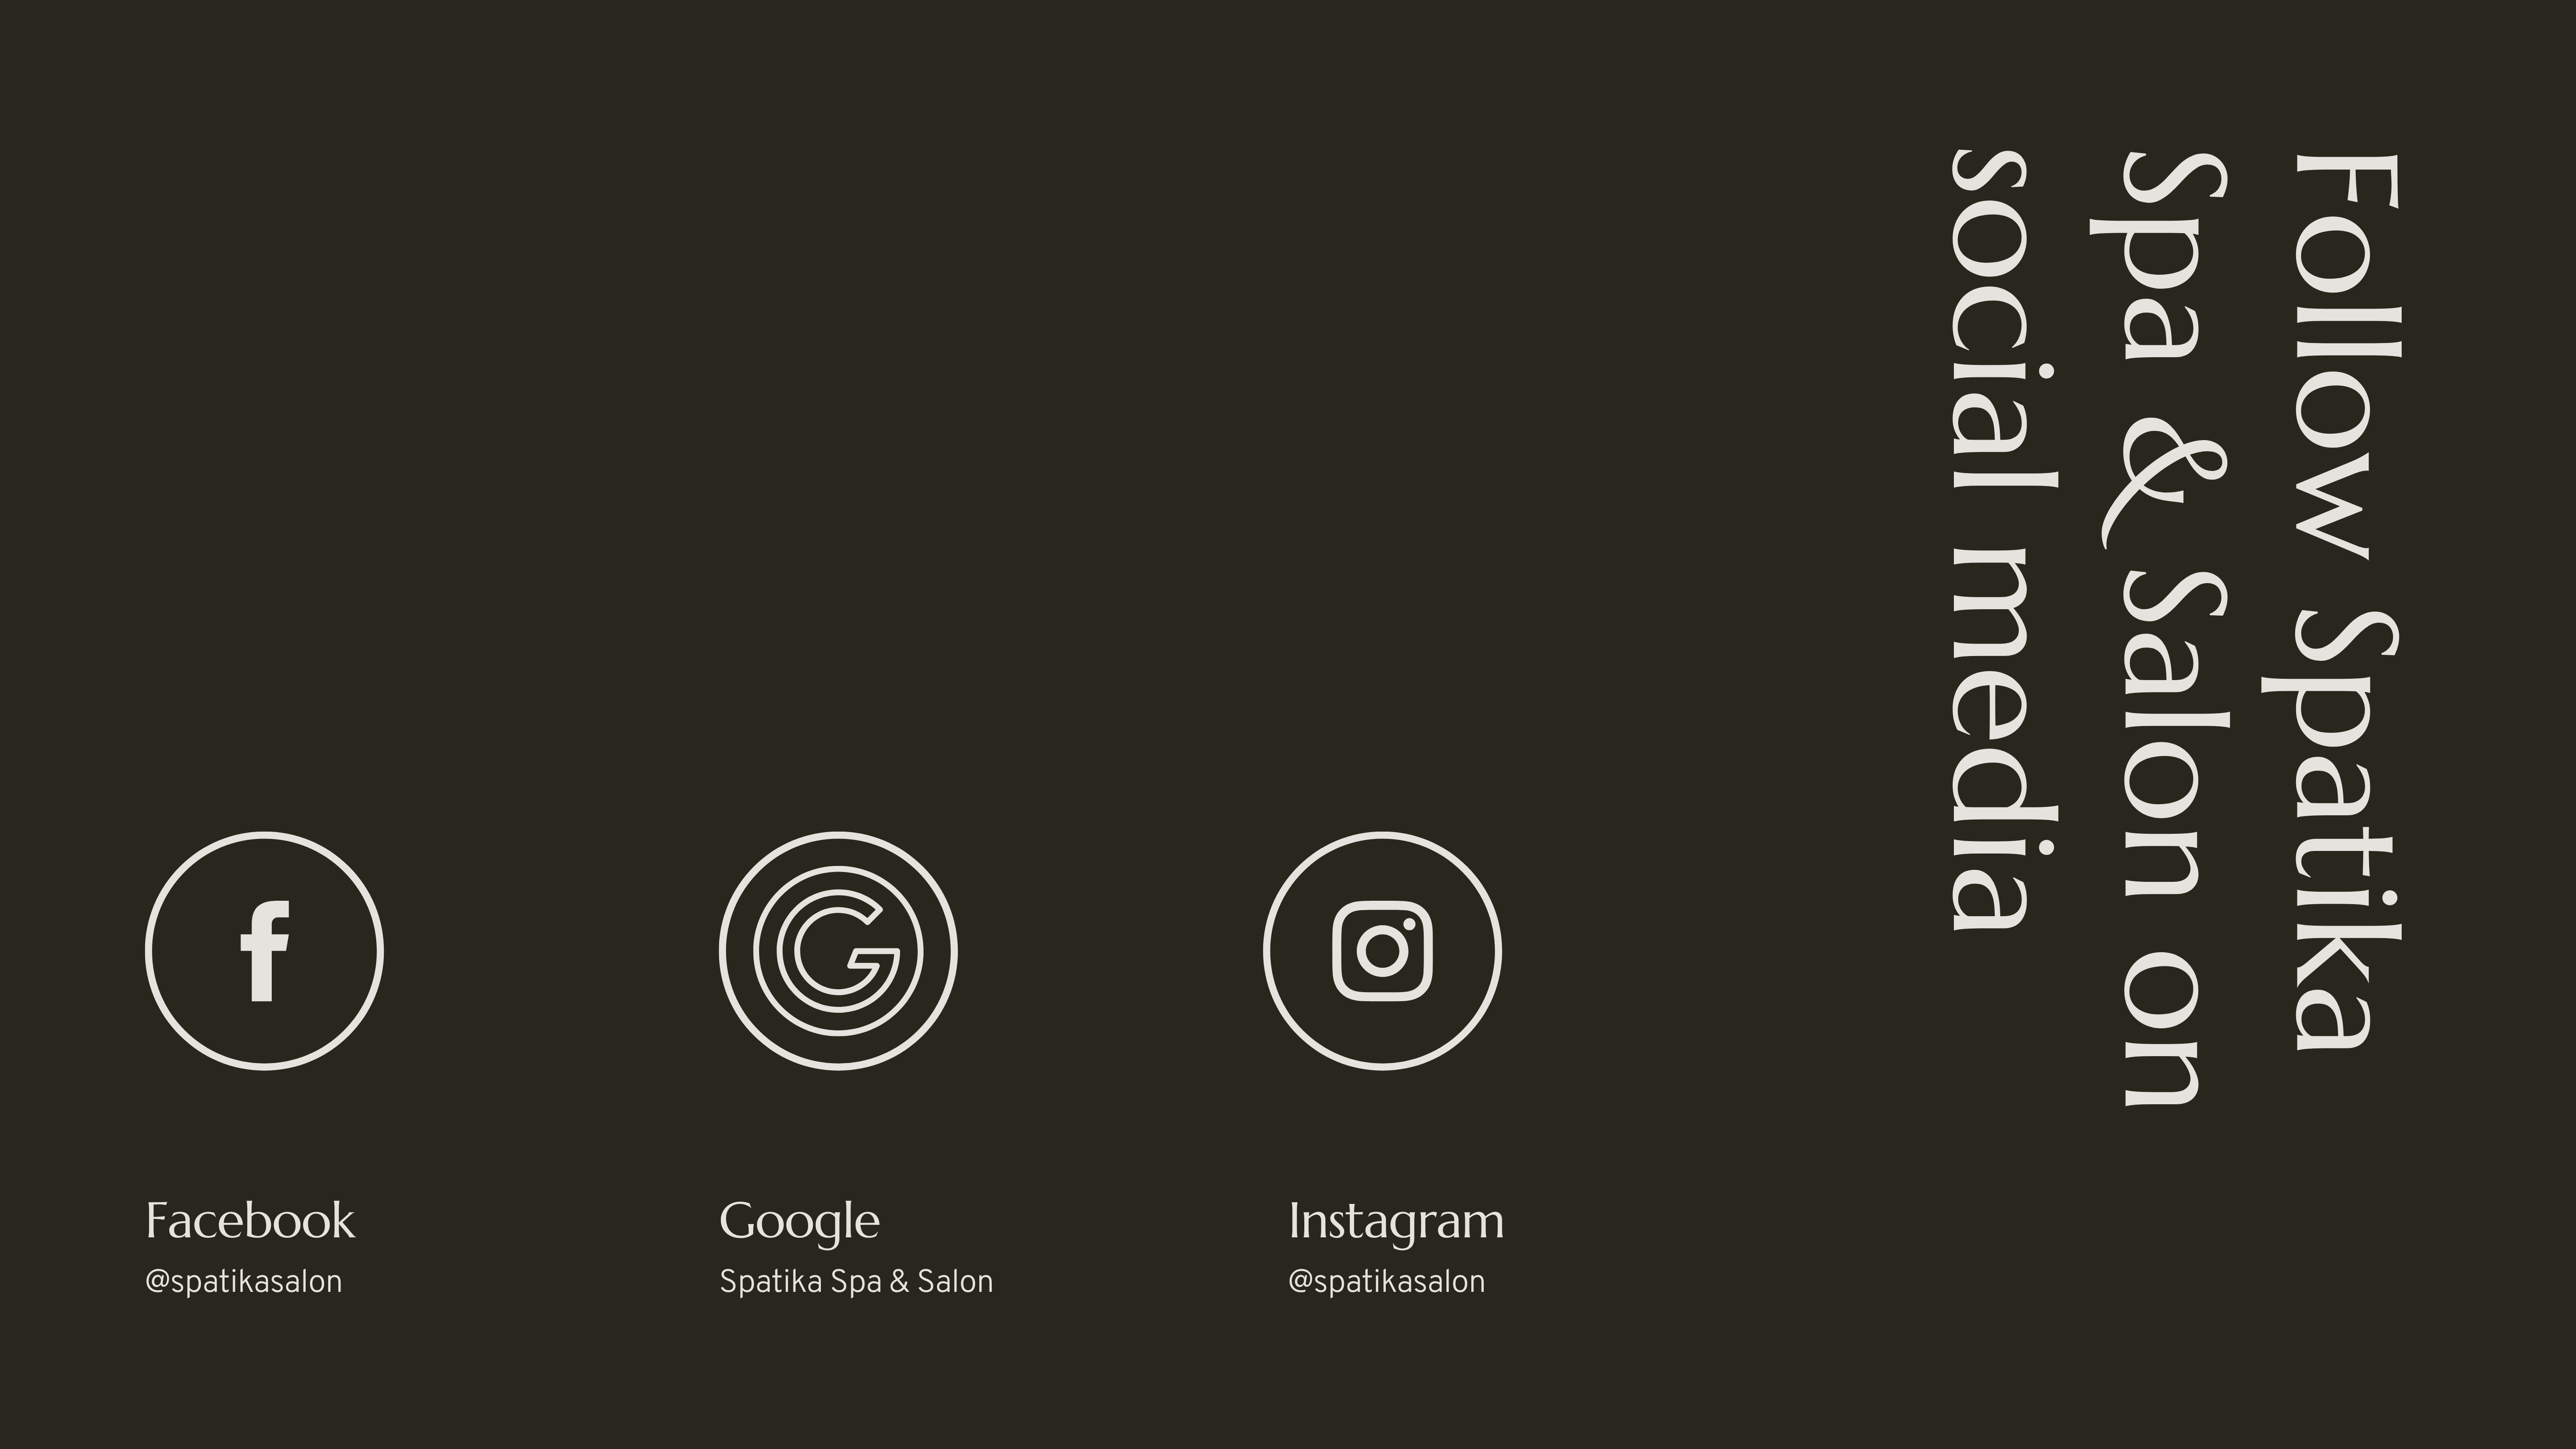 Follow Spatika
Spa & Salon on
social media
Facebook
@spatikasalon
Google
Spatika Spa & Salon
Instagram
@spatikasalon